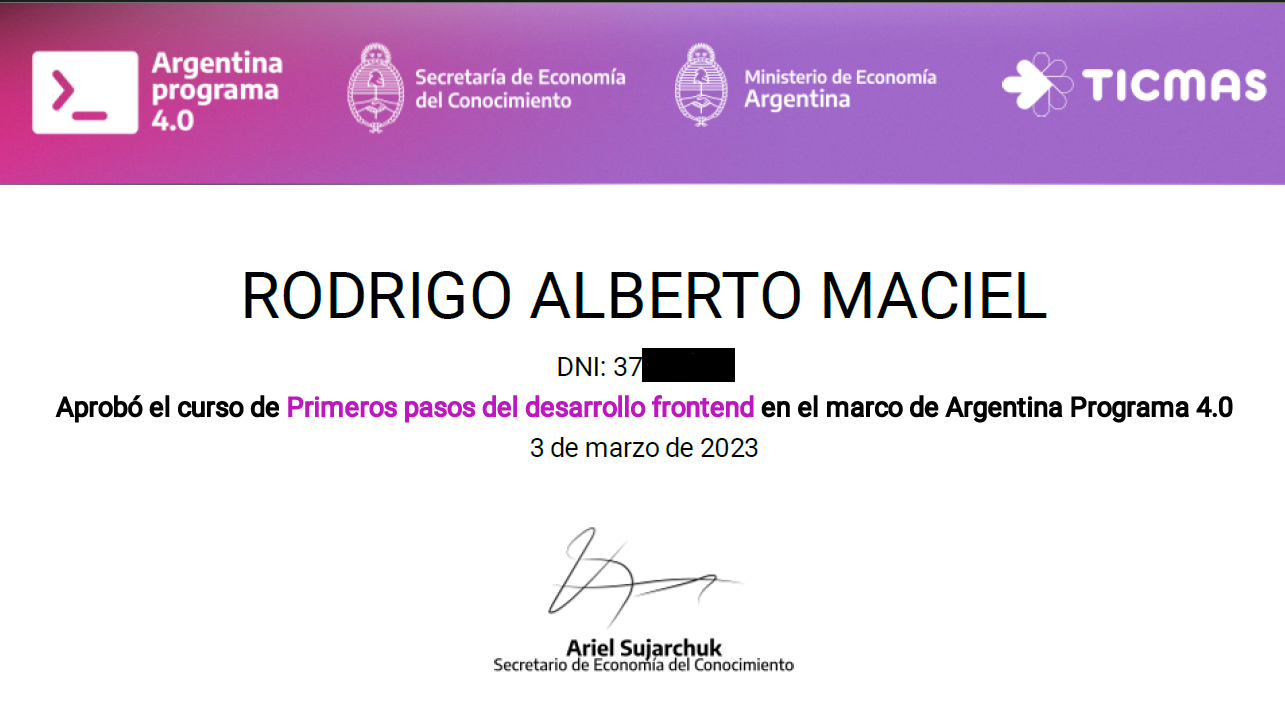 Argentina
programa
4.0
Secretaría de Economía
del Conocimiento
Ministerio de Economía
Argentina
TICMAS
RODRIGO ALBERTO MACIEL
DNI: 37
Aprobó el curso de Primeros pasos del desarrollo frontend en el marco de Argentina Programa 4.0
3 de marzo de 2023
Ariel Sujarchuk
Secretario de Economía del Conocimiento